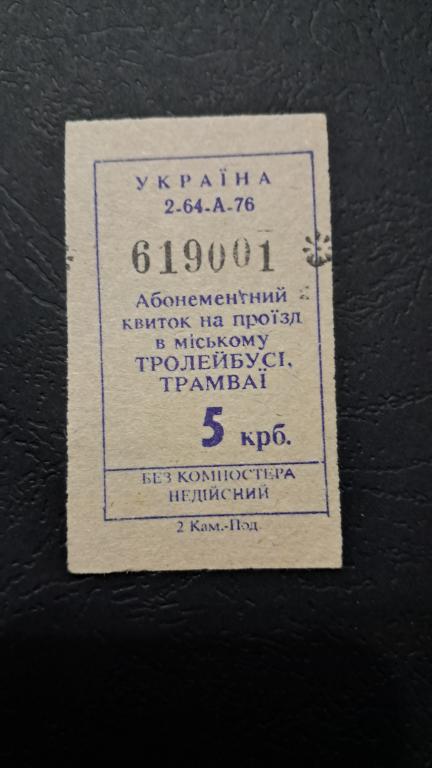 УКРАЇНА
2-64-А-76
619001
Абонементний
квиток на проїзд
в міському
ТРОЛЕЙБУСІ,
ТРАМВАЇ
5 крб.
БЕЗ КОМПОСТЕРА
НЕДІЙСНИЙ
2 Кам.-Под.